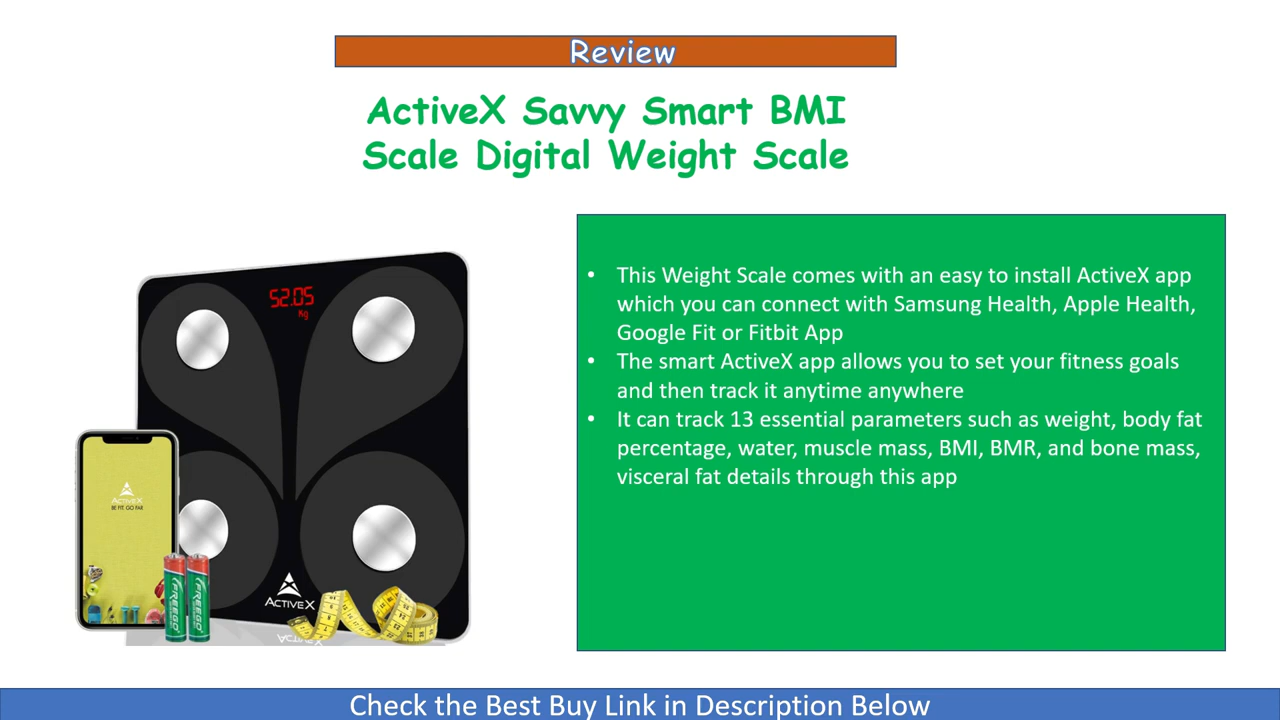 Review
ActiveX Savvy Smart BMI
Scale Digital Weight Scale
52.05
Kg
ACTIVEX
BE FIT. GO FAR
FREEGO
FREEGO
ACTIVEX
• This Weight Scale comes with an easy to install ActiveX app
which you can connect with Samsung Health, Apple Health,
Google Fit or Fitbit App
• The smart ActiveX app allows you to set your fitness goals
and then track it anytime anywhere
• It can track 13 essential parameters such as weight, body fat
percentage, water, muscle mass, BMI, BMR, and bone mass,
visceral fat details through this app
Check the Best Buy Link in Description Below